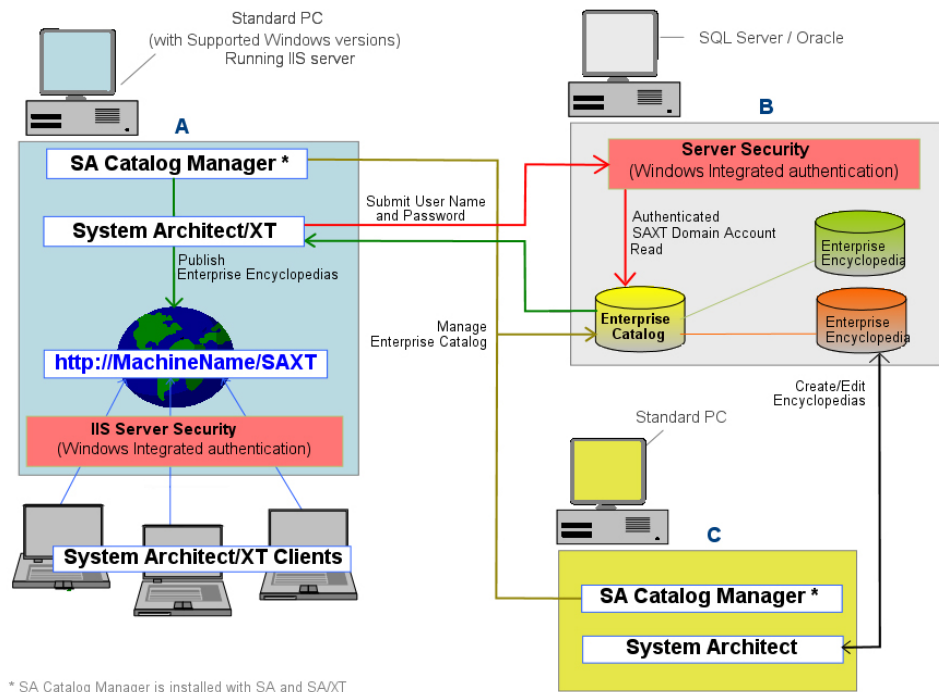 Standard PC
(with Supported Windows versions)
Running IIS server
SQL Server / Oracle
A
B
SA Catalog Manager *
Server Security
(Windows Integrated authentication)
Submit User Name
and Password
System Architect/XT
Authenticated
SAXT Domain Account
Read
Enterprise
Encyclopedia
Publish
Enterprise Encyclopedias
Enterprise
Catalog
Enterprise
Encyclopedia
Manage
Enterprise Catalog
http://MachineName/SAXT
Create/Edit
Encyclopedias
IIS Server Security
(Windows Integrated authentication)
Standard PC
C
System Architect/XT Clients
SA Catalog Manager *
System Architect
* SA Catalog Manager is installed with SA and SA/XT